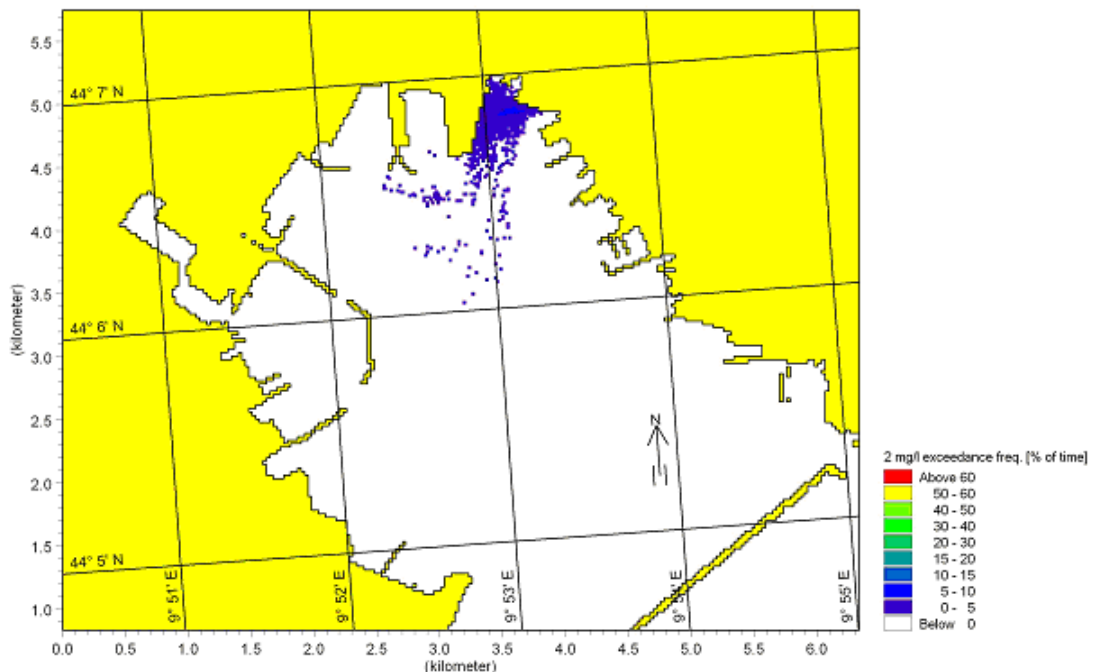 5.5
5.0
4.5
4.0
3.5
3.0
2.5
2.0
1.5
1.0
(kilometer)
44° 7' N
44° 6' N
44° 5' N
N
9° 51' E
9° 52' E
9° 53' E
9° 55' E
0.0 0.5 1.0 1.5 2.0 2.5 3.0 3.5 4.0 4.5 5.0 5.5 6.0
(kilometer)
2 mg/l exceedance freq. [% of time]
Above 60
50 - 60
40 - 50
30 - 40
20 - 30
15 - 20
10 - 15
5 - 10
0 - 5
Below 0